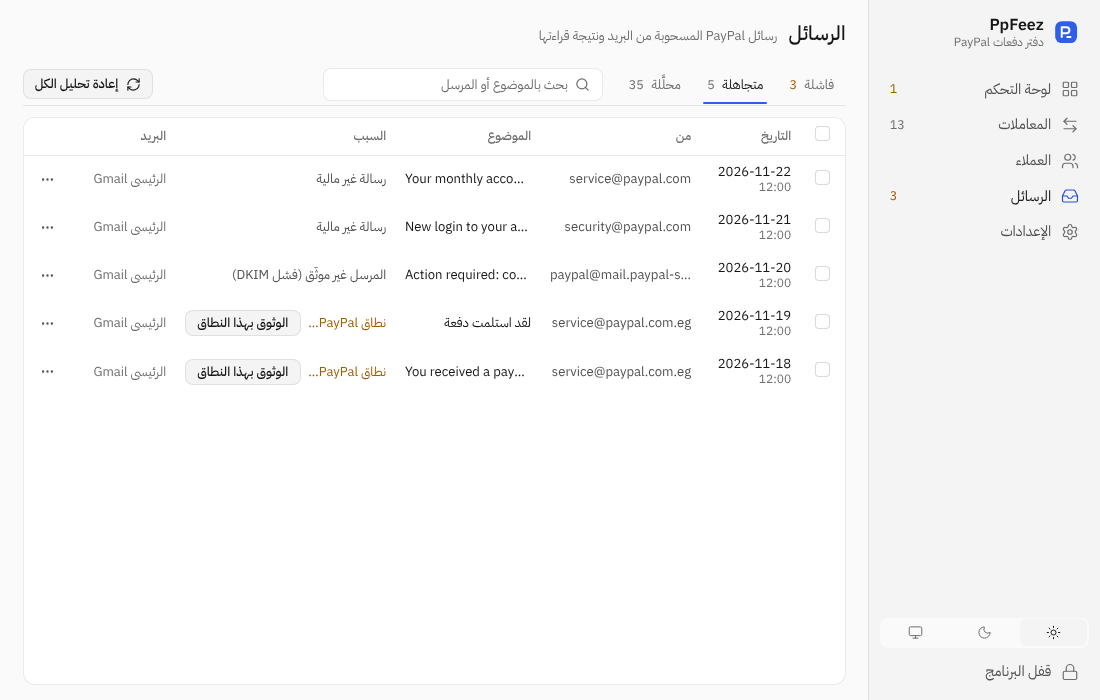 PpFeez
دفتر دفعات PayPal
لوحة التحكم 1
المعاملات 13
العملاء
الرسائل 3
الإعدادات
قفل البرنامج
الرسائل رسائل PayPal المسحوبة من البريد ونتيجة قراءتها
فاشلة 3 متجاهلة 5 محلَّلة 35 بحث بالموضوع أو المرسل إعادة تحليل الكل
التاريخ من الموضوع السبب البريد
2026-11-22 service@paypal.com Your monthly acco... رسالة غير مالية الرئيسي Gmail
12:00
2026-11-21 security@paypal.com New login to your a... رسالة غير مالية الرئيسي Gmail
12:00
2026-11-20 paypal@mail.paypal-s... Action required: co... المرسل غير موثّق (فشل DKIM) الرئيسي Gmail
12:00
2026-11-19 service@paypal.com.eg لقد استلمت دفعة نطاق PayPal... الوثوق بهذا النطاق الرئيسي Gmail
12:00
2026-11-18 service@paypal.com.eg You received a pay... نطاق PayPal... الوثوق بهذا النطاق الرئيسي Gmail
12:00